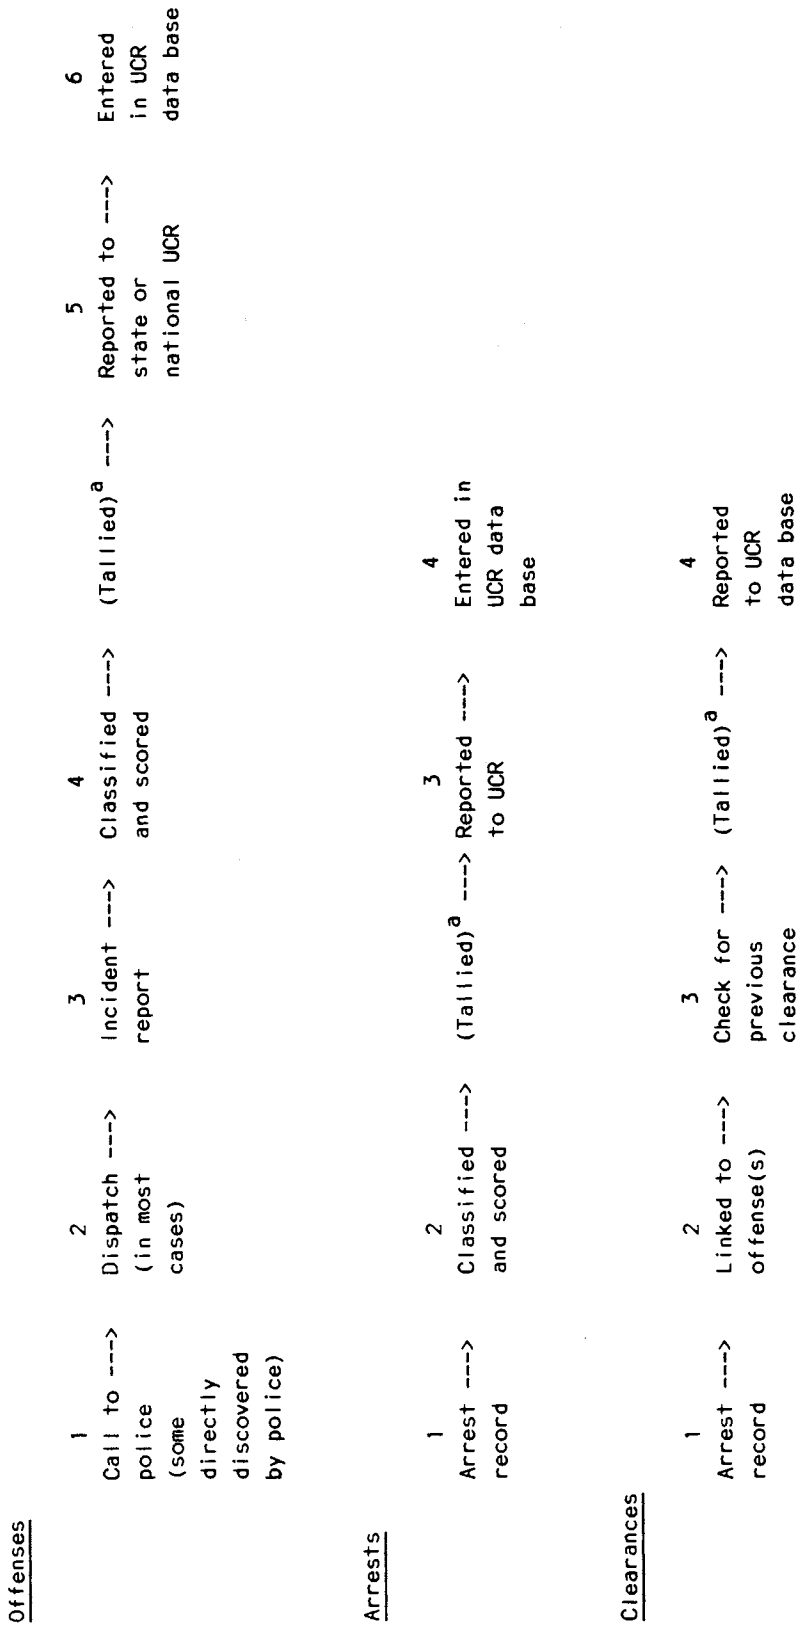 Offenses
1 2 3 4 5 6
Call to ----> Dispatch ----> Incident ----> Classified ----> (Tallied)a ----> Reported to ----> Entered
police (in most report and scored state or in UCR
(some cases) national UCR data base
directly
discovered
by police)
Arrests
1 2 3 4
Arrest ----> Classified ----> (Tallied)a ----> Reported ----> Entered in
record and scored to UCR UCR data
base
Clearances
1 2 3 4
Arrest ----> Linked to ----> Check for ----> (Tallied)a ----> Reported
record offense(s) previous to UCR
clearance data base